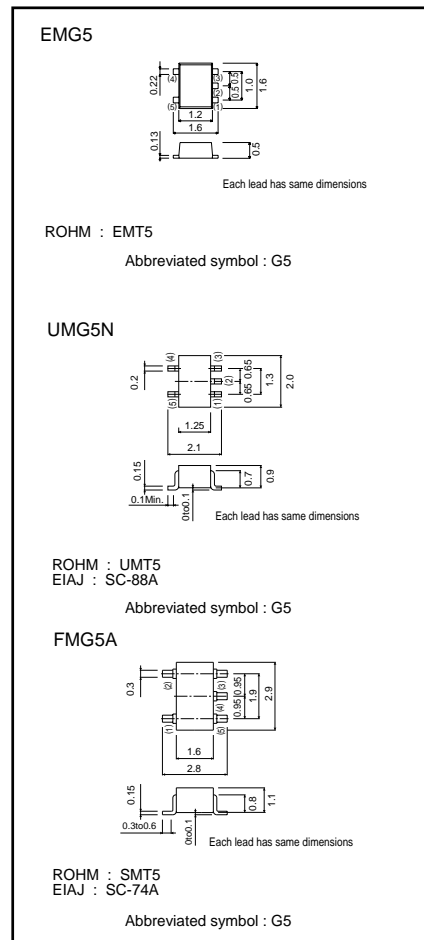 EMG5
0.22
(4)
(3)
(2)
(5)
(1)
0.5 0.5
1.0
1.6
1.2
1.6
0.13
0.5
Each lead has same dimensions
ROHM : EMT5
Abbreviated symbol : G5
UMG5N
0.2
(4)
(3)
(2)
(5)
(1)
0.65 0.65
1.3
2.0
1.25
2.1
0.15
0.1Min.
0to0.1
0.7
0.9
Each lead has same dimensions
ROHM : UMT5
EIAJ : SC-88A
Abbreviated symbol : G5
FMG5A
0.3
(2)
(3)
(4)
(1)
(5)
0.95 0.95
1.9
2.9
1.6
2.8
0.15
0.3to0.6
0to0.1
0.8
1.1
Each lead has same dimensions
ROHM : SMT5
EIAJ : SC-74A
Abbreviated symbol : G5